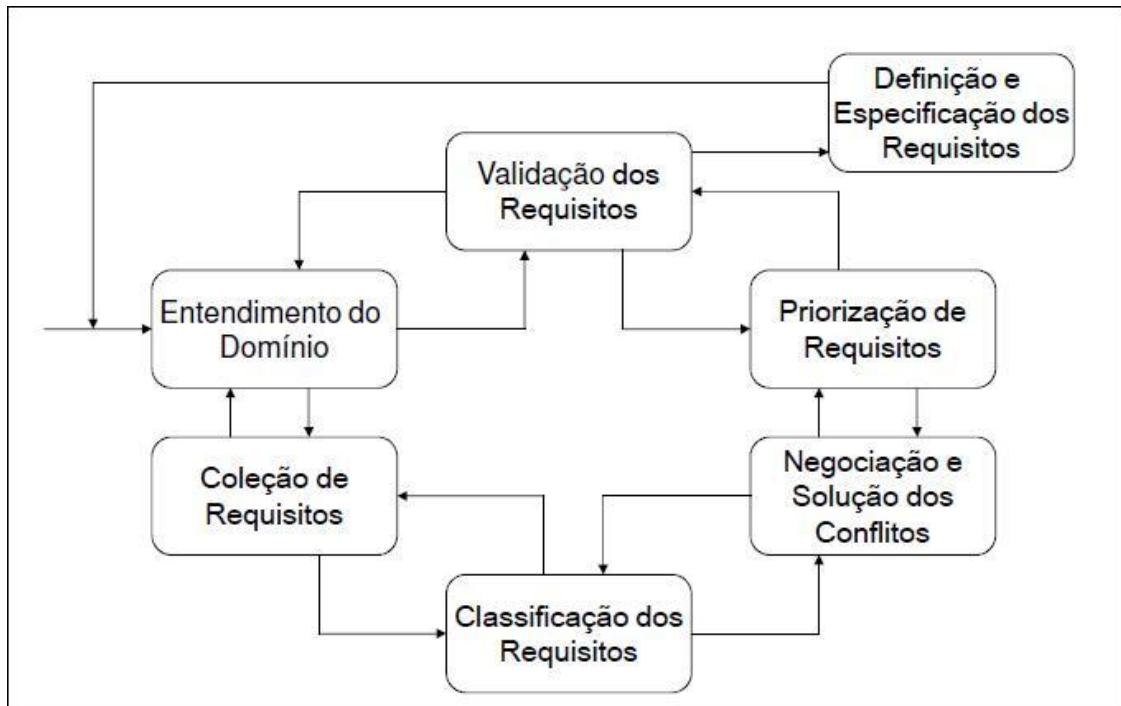 Definição e
Especificação dos
Requisitos
Validação dos
Requisitos
Entendimento do
Domínio
Priorização de
Requisitos
Coleção de
Requisitos
Negociação e
Solução dos
Conflitos
Classificação dos
Requisitos